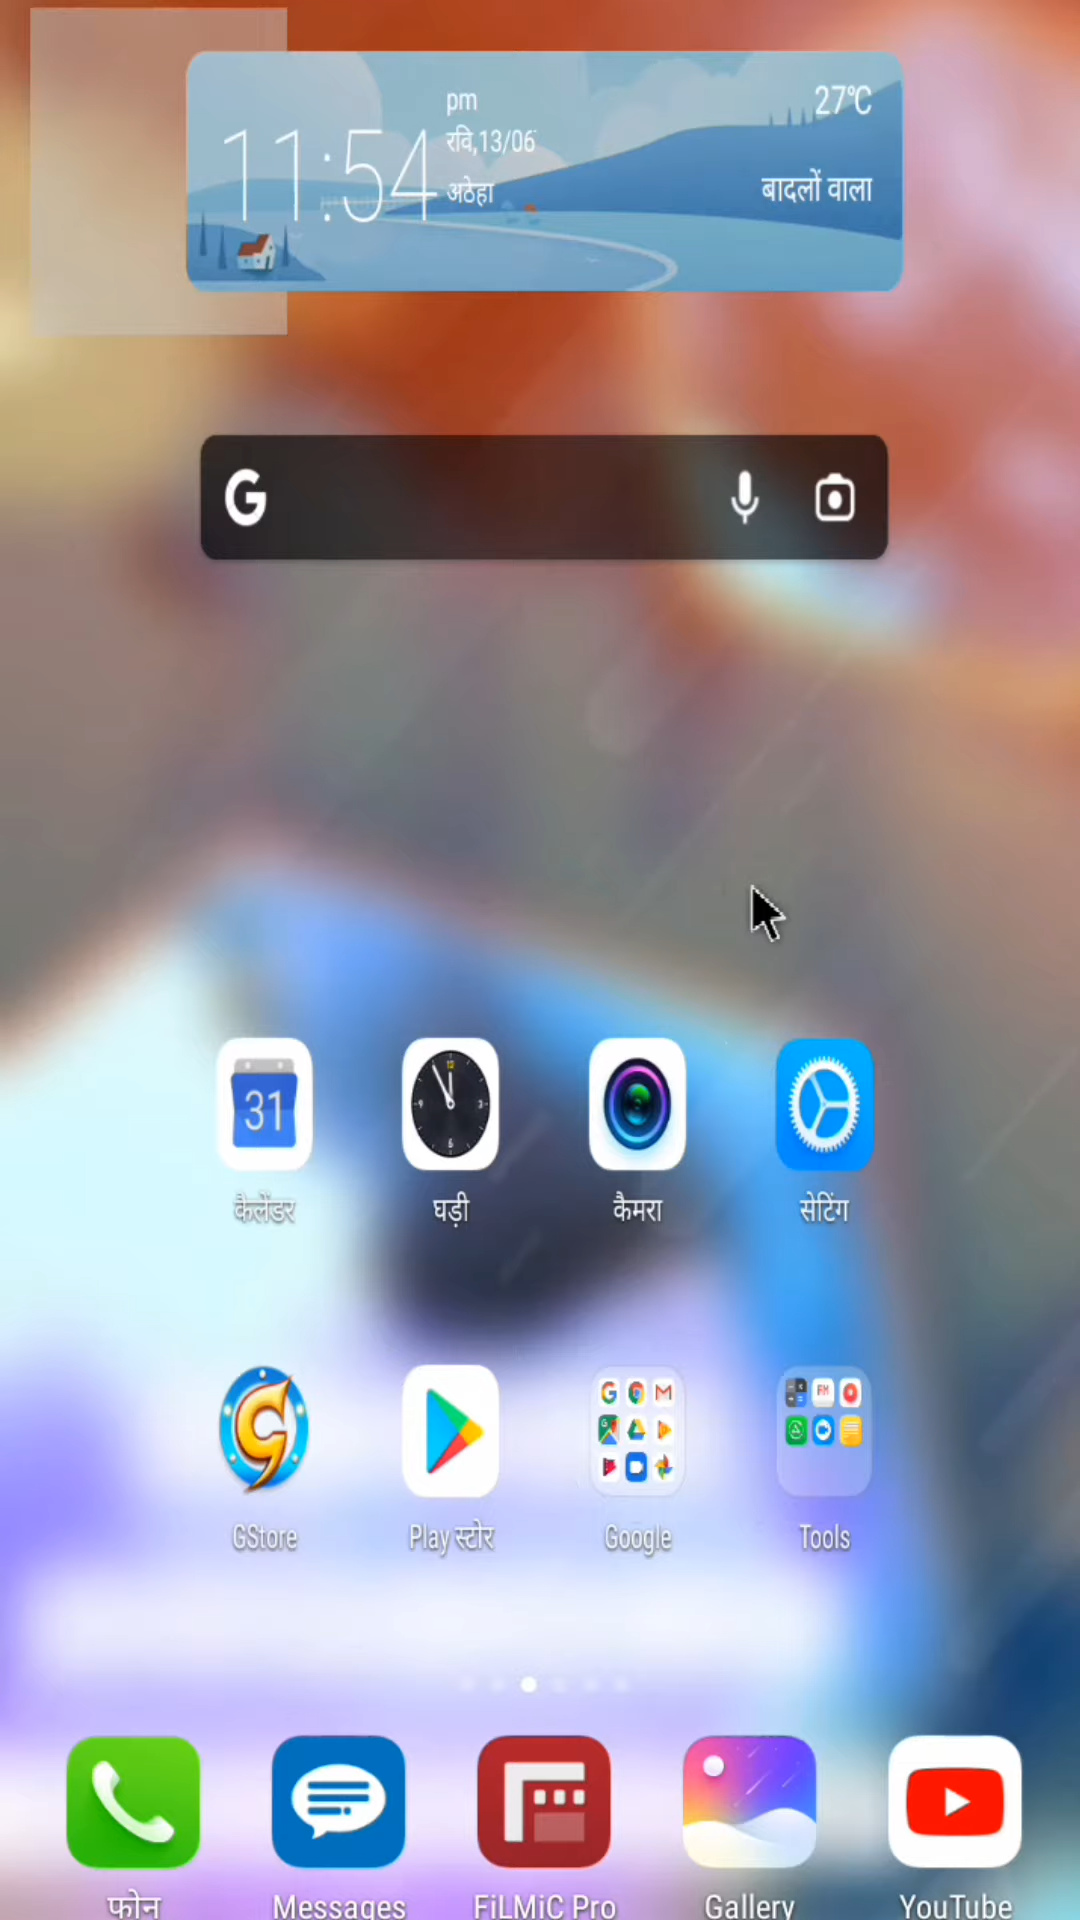 pm
27°C
11:54
रवि,13/06
अठेहा
बादलों वाला
G
31
कैलेंडर
घड़ी
कैमरा
सेटिंग
GStore
Play स्टोर
Google
Tools
फोन
Messages
FiLMiC Pro
Gallery
YouTube